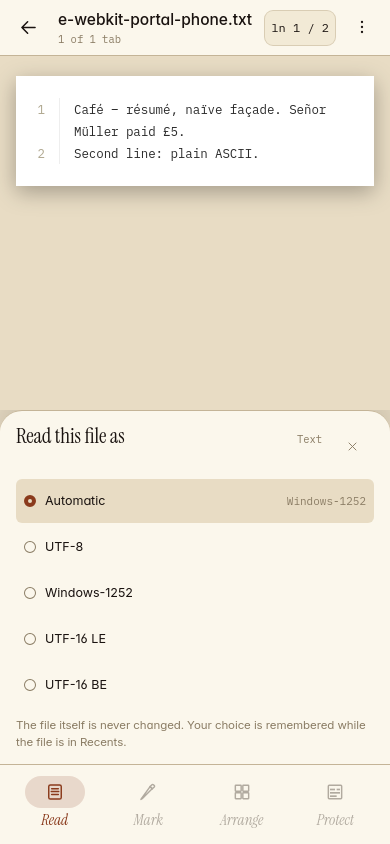 e-webkit-portal-phone.txt
1 of 1 tab
ln 1 / 2
1 Café – résumé, naïve façade. Señor
Müller paid £5.
2 Second line: plain ASCII.
Read this file as
Text
Automatic
Windows-1252
UTF-8
Windows-1252
UTF-16 LE
UTF-16 BE
The file itself is never changed. Your choice is remembered while
the file is in Recents.
Read
Mark
Arrange
Protect